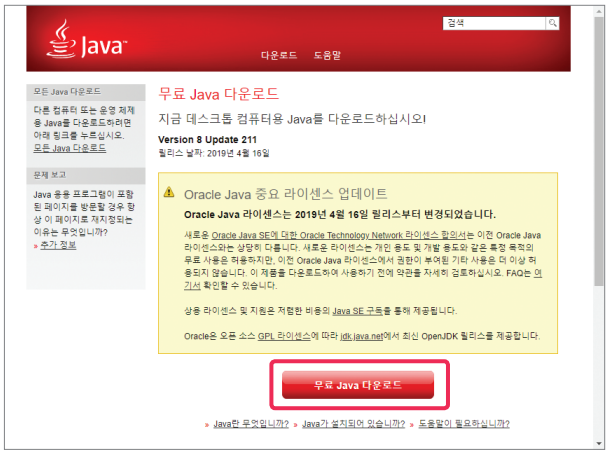 Java
검색
다운로드 도움말
모든 Java 다운로드
다른 컴퓨터 또는 운영 체제
용 Java를 다운로드하려면
아래 링크를 누르십시오.
모든 Java 다운로드
문제 보고
Java 응용 프로그램이 포함
된 페이지를 방문할 경우 항
상 이 페이지로 재지정되는
이유는 무엇입니까?
» 추가 정보
무료 Java 다운로드
지금 데스크톱 컴퓨터용 Java를 다운로드하십시오!
Version 8 Update 211
릴리스 날짜: 2019년 4월 16일
Oracle Java 중요 라이센스 업데이트
Oracle Java 라이센스는 2019년 4월 16일 릴리스부터 변경되었습니다.
새로운 Oracle Java SE에 대한 Oracle Technology Network 라이센스 합의서는 이전 Oracle Java
라이센스와는 상당히 다릅니다. 새로운 라이센스는 개인 용도 및 개발 용도와 같은 특정 목적의
무료 사용은 허용하지만, 이전 Oracle Java 라이센스에서 권한이 부여된 기타 사용은 더 이상 허
용되지 않습니다. 이 제품을 다운로드하여 사용하기 전에 약관을 자세히 검토하십시오. FAQ는 여
기서 확인할 수 있습니다.
상용 라이센스 및 지원은 저렴한 비용의 Java SE 구독을 통해 제공됩니다.
Oracle은 오픈 소스 GPL 라이센스에 따라 jdk.java.net에서 최신 OpenJDK 릴리스를 제공합니다.
무료 Java 다운로드
» Java란 무엇입니까? » Java가 설치되어 있습니까? » 도움말이 필요하십니까?